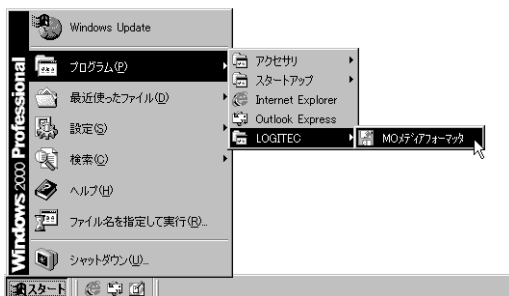 Windows Update
プログラム(P)
最近使ったファイル(D)
設定(S)
検索(C)
ヘルプ(H)
ファイル名を指定して実行(R)...
シャットダウン(U)...
Windows 2000 Professional
スタート
アクセサリ
スタートアップ
Internet Explorer
Outlook Express
LOGITEC
MOメディアフォーマッタ